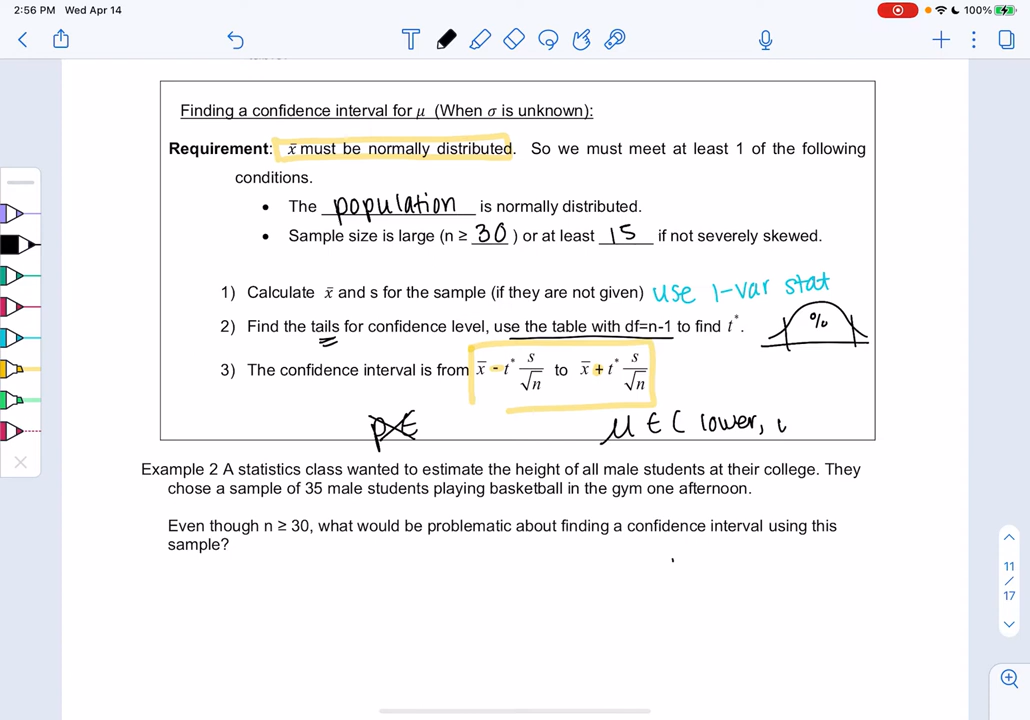 2:56 PM Wed Apr 14
100%
T
Finding a confidence interval for μ (When σ is unknown):
Requirement: x̄ must be normally distributed. So we must meet at least 1 of the following
conditions.
• The population is normally distributed.
• Sample size is large (n ≥ 30 ) or at least 15 if not severely skewed.
1) Calculate x̄ and s for the sample (if they are not given) use 1-var stat
2) Find the tails for confidence level, use the table with df=n-1 to find t*.
%
3) The confidence interval is from x̄ - t* s/√n to x̄ + t* s/√n
p ∈
μ ∈ ( lower, u
Example 2 A statistics class wanted to estimate the height of all male students at their college. They
chose a sample of 35 male students playing basketball in the gym one afternoon.
Even though n ≥ 30, what would be problematic about finding a confidence interval using this
sample?
11
/
17